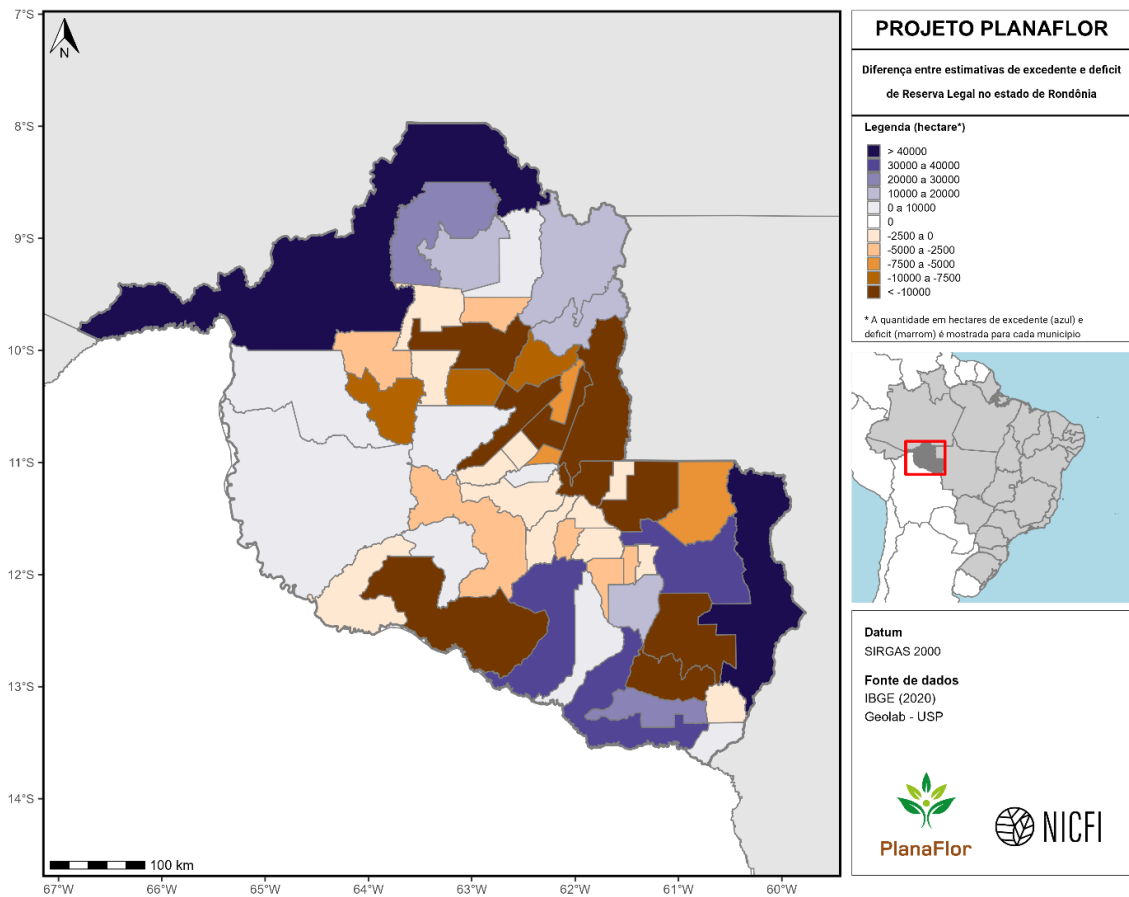 7°S
8°S
9°S
10°S
11°S
12°S
13°S
14°S
N
100 km
67°W
66°W
65°W
64°W
63°W
62°W
61°W
60°W
PROJETO PLANAFLOR
Diferença entre estimativas de excedente e deficit
de Reserva Legal no estado de Rondônia
Legenda (hectare*)
> 40000
30000 a 40000
20000 a 30000
10000 a 20000
0 a 10000
0
-2500 a 0
-5000 a -2500
-7500 a -5000
-10000 a -7500
< -10000
* A quantidade em hectares de excedente (azul) e
deficit (marrom) é mostrada para cada município
Datum
SIRGAS 2000
Fonte de dados
IBGE (2020)
Geolab - USP
PlanaFlor
NICFI